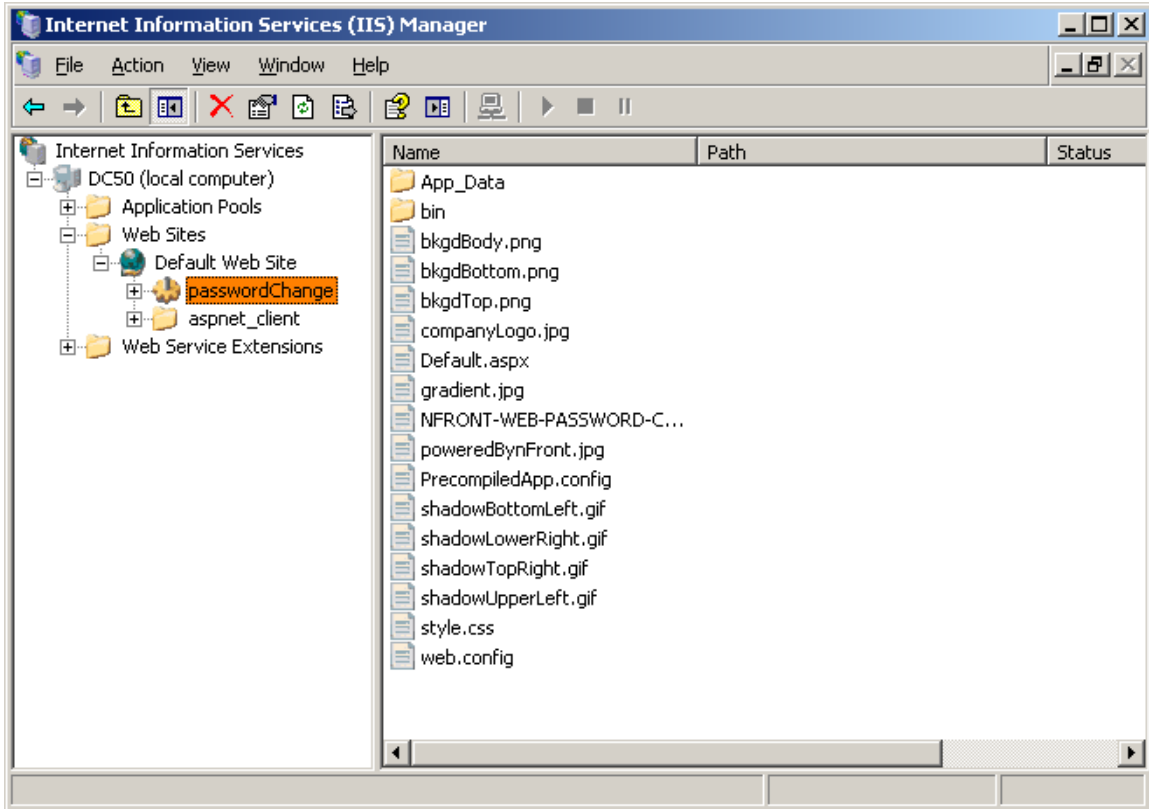 Internet Information Services (IIS) Manager
File Action View Window Help
Internet Information Services
DC50 (local computer)
Application Pools
Web Sites
Default Web Site
passwordChange
aspnet_client
Web Service Extensions
Name Path Status
App_Data
bin
bkgdBody.png
bkgdBottom.png
bkgdTop.png
companyLogo.jpg
Default.aspx
gradient.jpg
NFRONT-WEB-PASSWORD-C...
poweredBynFront.jpg
PrecompiledApp.config
shadowBottomLeft.gif
shadowLowerRight.gif
shadowTopRight.gif
shadowUpperLeft.gif
style.css
web.config